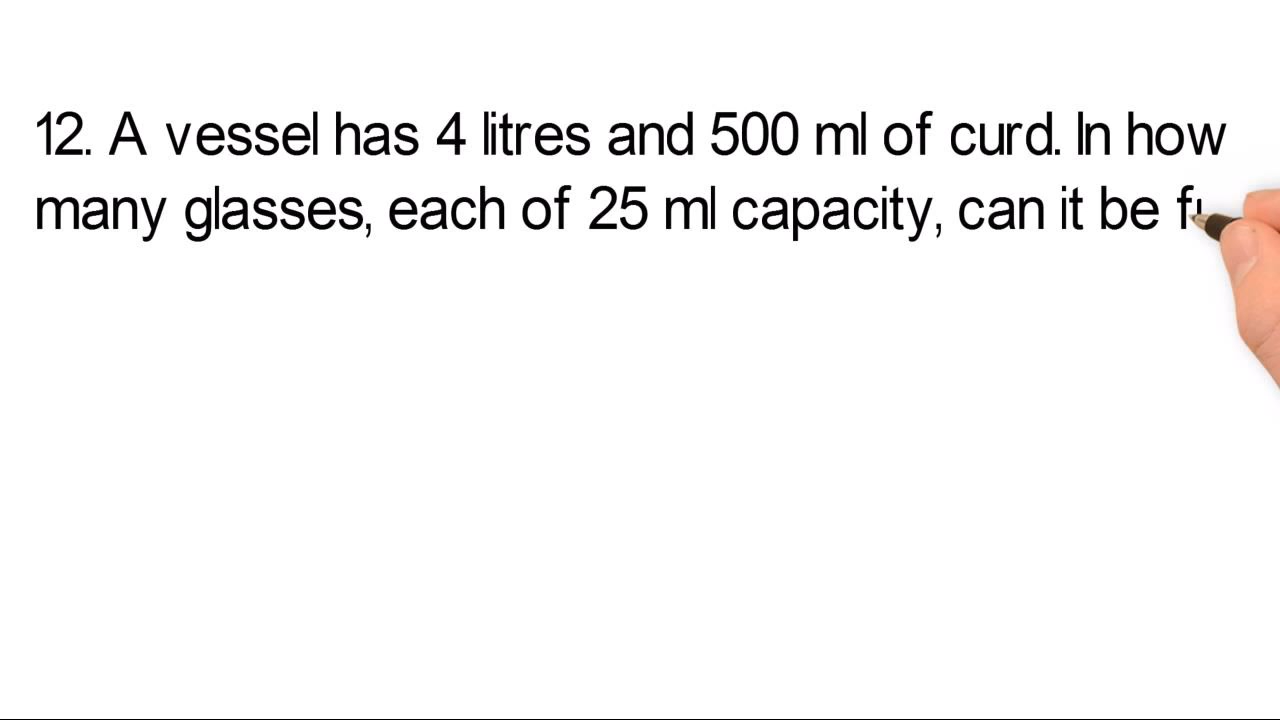 12. A vessel has 4 litres and 500 ml of curd. In how
many glasses, each of 25 ml capacity, can it be